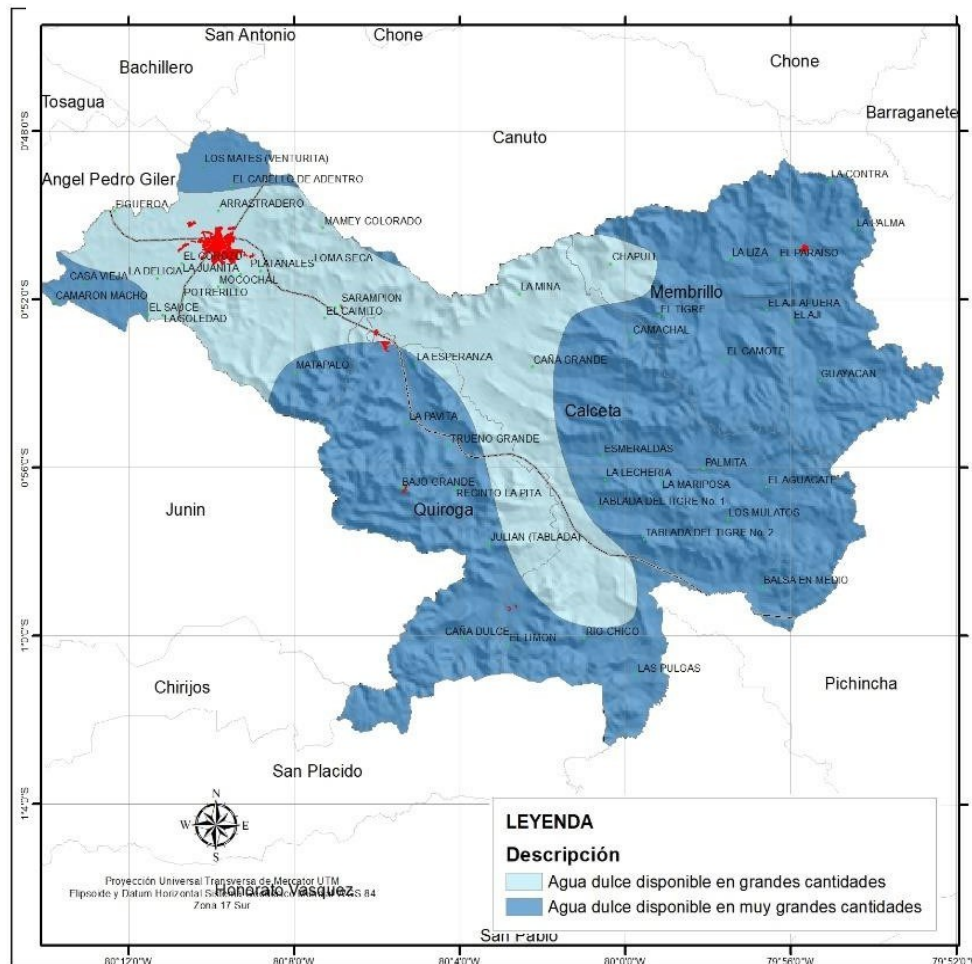 San Antonio
Chone
Bachillero
Chone
Tosagua
Barraganete
0°48'0"S
Canuto
LOS MATES (VENTURITA)
Angel Pedro Giler
EL CABELLO DE ADENTRO
LA CONTRA
FIGUEROA
ARRASTRADERO
MAMEY COLORADO
LA PALMA
LA LIZA
EL PARAISO
LOMA SECA
CHAPULI
PLATANALES
LA JUANITA
LA DELICIA
CASA VIEJA
MOCOCHAL
POTRERILLO
CAMARON MACHO
LA MINA
Membrillo
0°52'0"S
SARAMPION
EL SAUCE
EL CAIMITO
EL TIGRE
EL AJI AFUERA
LA SOLEDAD
EL AJI
CAMACHAL
LA ESPERANZA
CAÑA GRANDE
EL CAMOTE
MATAPALO
GUAYACAN
LA PAVITA
Calceta
TRUENO GRANDE
ESMERALDAS
0°56'0"S
PALMITA
LA LECHERIA
BAJO GRANDE
LA MARIPOSA
EL AGUACATE
RECINTO LA PITA
TABLADA DEL TIGRE No. 1
Junin
Quiroga
LOS MULATOS
JULIAN (TABLADA)
TABLADA DEL TIGRE No. 2
BALSA EN MEDIO
1°0'0"S
CAÑA DULCE
EL LIMON
RIO CHICO
LAS PULGAS
Chirijos
Pichincha
San Placido
N
W E
S
1°4'0"S
LEYENDA
Descripción
Agua dulce disponible en grandes cantidades
Agua dulce disponible en muy grandes cantidades
Proyección Universal Transversa de Mercator UTM
Elipsoide y Datum Horizontal
84
Honorato Vasquez
Zona 17 Sur
San Pablo
80°12'0"W
80°8'0"W
80°4'0"W
80°0'0"W
79°56'0"W
79°52'0"W